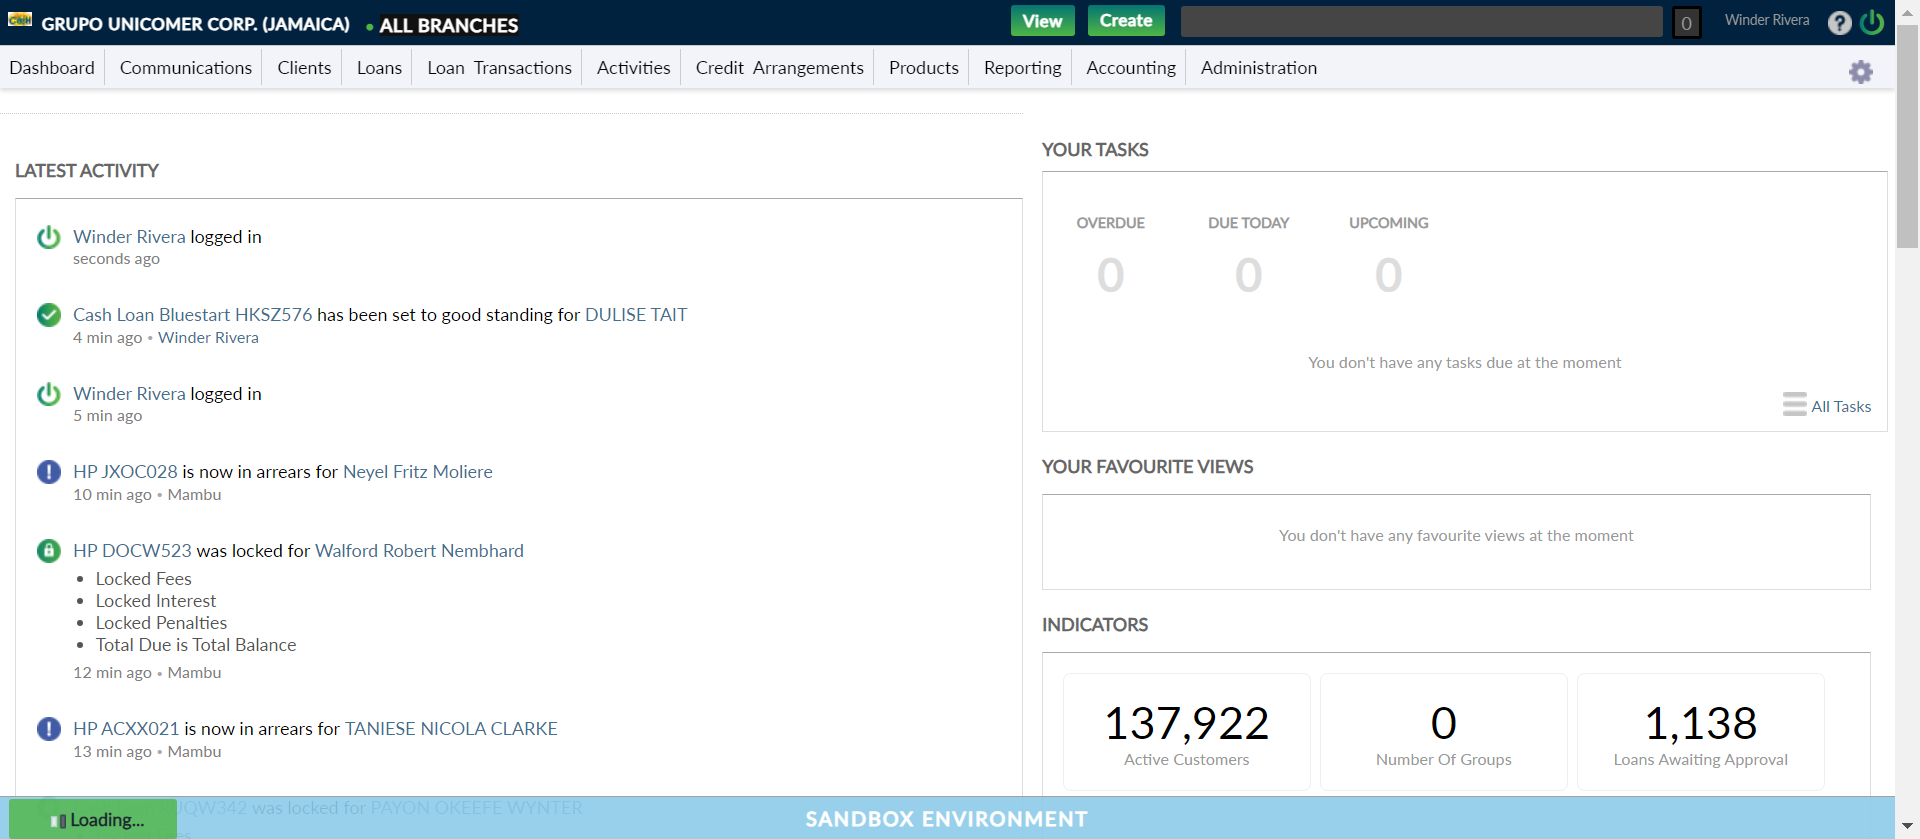 CasH
GRUPO UNICOMER CORP. (JAMAICA) • ALL BRANCHES
View
Create
0
Winder Rivera
?
Dashboard
Communications
Clients
Loans
Loan Transactions
Activities
Credit Arrangements
Products
Reporting
Accounting
Administration
LATEST ACTIVITY
Winder Rivera logged in
seconds ago
Cash Loan Bluestart HKSZ576 has been set to good standing for DULISE TAIT
4 min ago • Winder Rivera
Winder Rivera logged in
5 min ago
HP JXOC028 is now in arrears for Neyel Fritz Moliere
10 min ago • Mambu
HP DOCW523 was locked for Walford Robert Nembhard
• Locked Fees
• Locked Interest
• Locked Penalties
• Total Due is Total Balance
12 min ago • Mambu
HP ACXX021 is now in arrears for TANIESE NICOLA CLARKE
13 min ago • Mambu
QW342 was locked for PAYON OKEEFE WYNTER
YOUR TASKS
OVERDUE
0
DUE TODAY
0
UPCOMING
0
You don't have any tasks due at the moment
All Tasks
YOUR FAVOURITE VIEWS
You don't have any favourite views at the moment
INDICATORS
137,922
Active Customers
0
Number Of Groups
1,138
Loans Awaiting Approval
Loading...
SANDBOX ENVIRONMENT